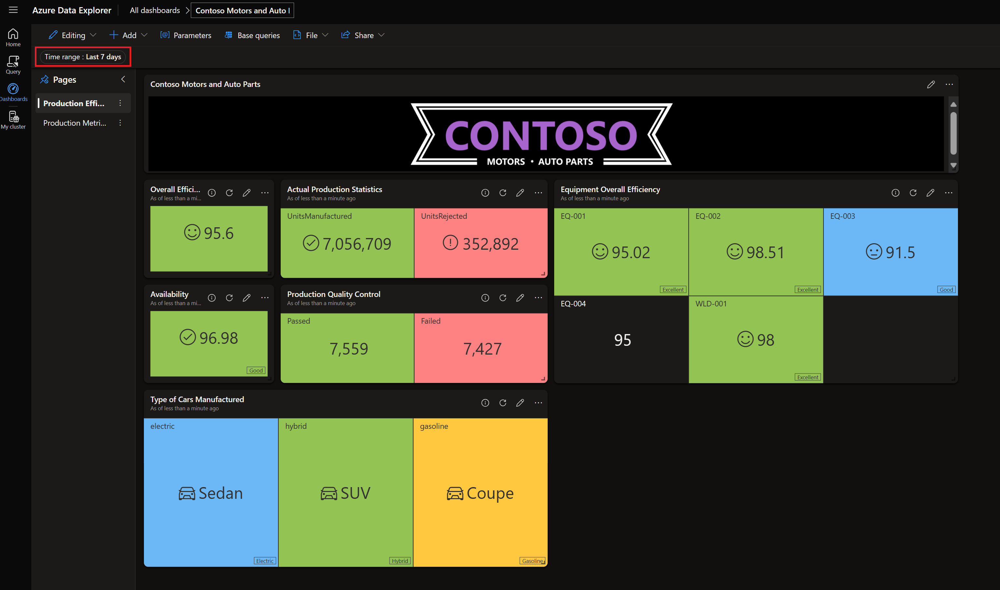 Azure Data Explorer
All dashboards
Contoso Motors and Auto
Home
Query
Dashboards
My cluster
Editing
Add
Parameters
Base queries
File
Share
Time range : Last 7 days
Pages
Production Effi...
Production Metri...
Contoso Motors and Auto Parts
CONTOSO
MOTORS • AUTO PARTS
Overall Effici...
As of less than a mi...
95.6
Actual Production Statistics
As of less than a minute ago
UnitsManufactured
7,056,709
UnitsRejected
352,892
Equipment Overall Efficiency
As of less than a minute ago
EQ-001
95.02
Excellent
EQ-002
98.51
Excellent
EQ-003
91.5
Good
EQ-004
95
WLD-001
98
Excellent
Availability
As of less than a mi...
96.98
Good
Production Quality Control
As of less than a minute ago
Passed
7,559
Failed
7,427
Type of Cars Manufactured
As of less than a minute ago
electric
Sedan
Electric
hybrid
SUV
Hybrid
gasoline
Coupe
Gasoline